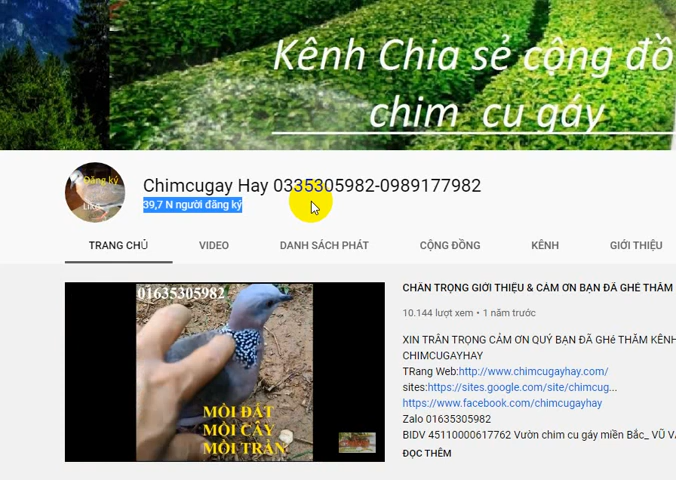 Kênh Chia sẻ cộng đồ
chim cu gáy
Đăng ký
Like
Chimcugay Hay 0335305982-0989177982
39,7 N người đăng ký
TRANG CHỦ VIDEO DANH SÁCH PHÁT CỘNG ĐỒNG KÊNH GIỚI THIỆU
01635305982
MỒI ĐẤT
MỒI CÂY
MỒI TRÀN
CHÂN TRỌNG GIỚI THIỆU & CẢM ƠN BẠN ĐÃ GHÉ THĂM
10.144 lượt xem • 1 năm trước
XIN TRÂN TRỌNG CẢM ƠN QUÝ BẠN ĐÃ GHé THĂM KÊNH
CHIMCUGAYHAY
TRang Web:http://www.chimcugayhay.com/
sites:https://sites.google.com/site/chimcug...
https://www.facebook.com/chimcugayhay
Zalo 01635305982
BIDV 45110000617762 Vườn chim cu gáy miền Bắc_ VŨ V
ĐỌC THÊM